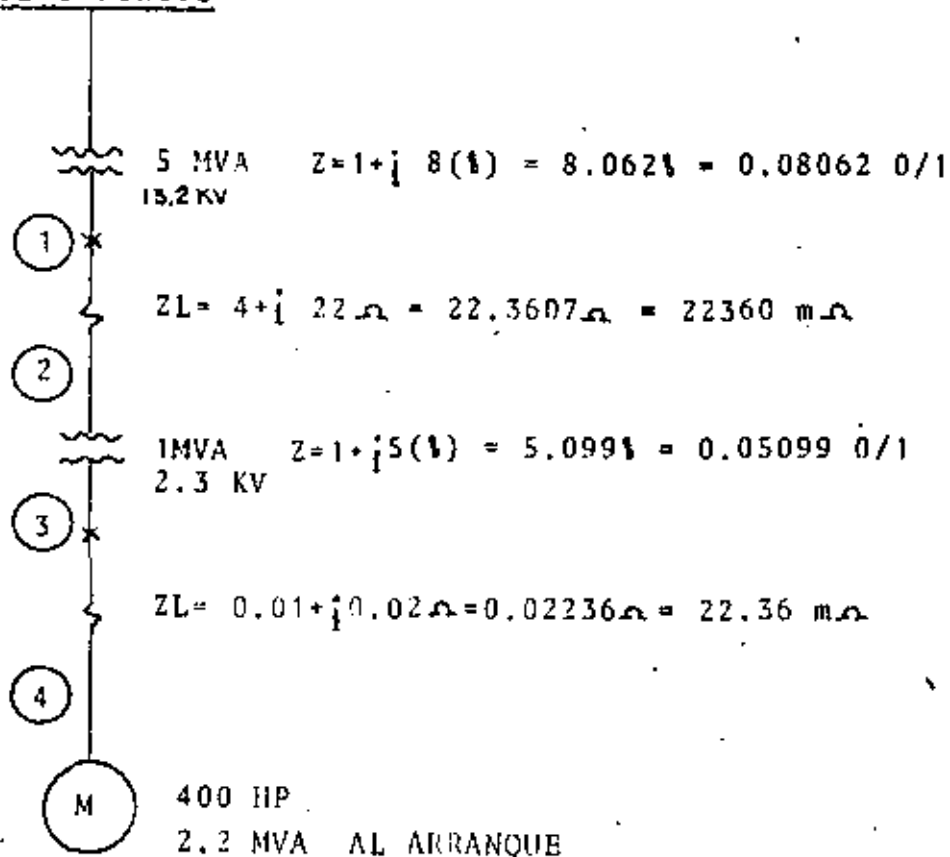 5 MVA Z=1+j 8(%) = 8.062% = 0.08062 0/1
13.2 KV
1
ZL= 4+j 22Ω = 22.3607Ω = 22360 mΩ
2
1MVA Z=1+j5(%) = 5.099% = 0.05099 0/1
2.3 KV
3
ZL= 0.01+j0.02Ω=0.02236Ω = 22.36 mΩ
4
M
400 HP
2.2 MVA AL ARRANQUE